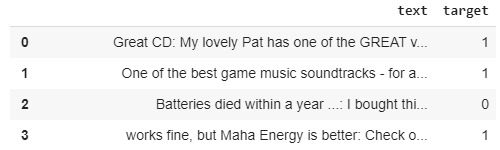 text target
0 Great CD: My lovely Pat has one of the GREAT v... 1
1 One of the best game music soundtracks - for a... 1
2 Batteries died within a year ...: I bought thi... 0
3 works fine, but Maha Energy is better: Check o... 1